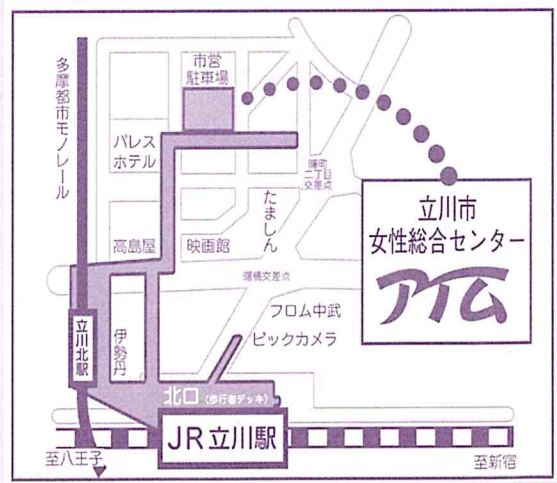 多摩都市モノレール
市営
駐車場
パレス
ホテル
曙町
二丁目
交差点
たましん
立川市
女性総合センター
アイム
高島屋
映画館
曙橋交差点
フロム中武
ビックカメラ
伊勢丹
立川北駅
北口(歩行者デッキ)
JR立川駅
至八王子
至新宿